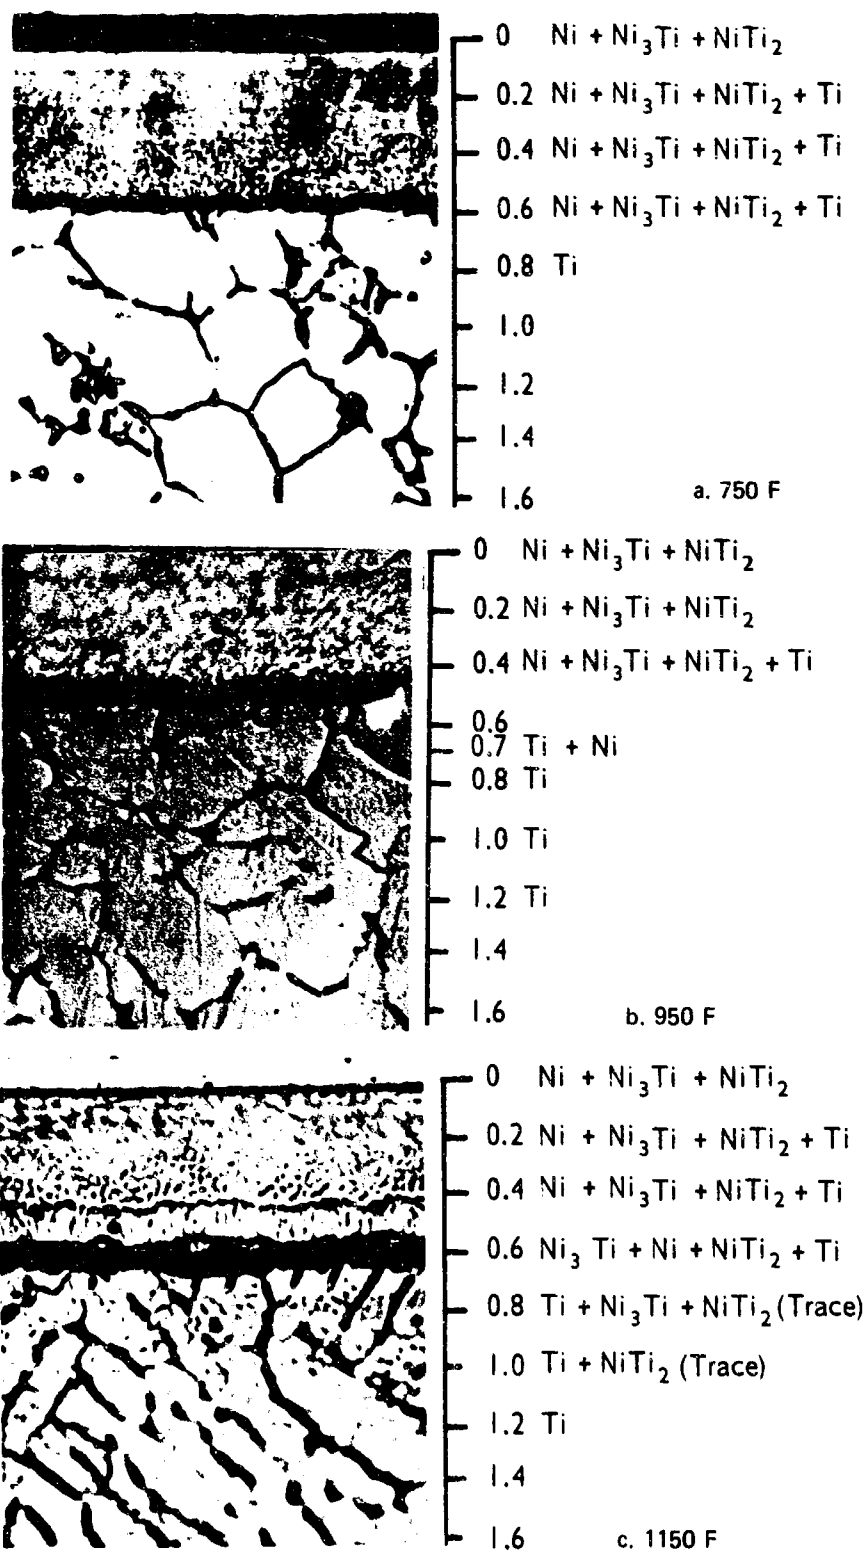 0 Ni + Ni₃Ti + NiTi₂
0.2 Ni + Ni₃Ti + NiTi₂ + Ti
0.4 Ni + Ni₃Ti + NiTi₂ + Ti
0.6 Ni + Ni₃Ti + NiTi₂ + Ti
0.8 Ti
1.0
1.2
1.4
1.6
a. 750 F
0 Ni + Ni₃Ti + NiTi₂
0.2 Ni + Ni₃Ti + NiTi₂
0.4 Ni + Ni₃Ti + NiTi₂ + Ti
0.6
0.7 Ti + Ni
0.8 Ti
1.0 Ti
1.2 Ti
1.4
1.6
b. 950 F
0 Ni + Ni₃Ti + NiTi₂
0.2 Ni + Ni₃Ti + NiTi₂ + Ti
0.4 Ni + Ni₃Ti + NiTi₂ + Ti
0.6 Ni₃ Ti + Ni + NiTi₂ + Ti
0.8 Ti + Ni₃Ti + NiTi₂ (Trace)
1.0 Ti + NiTi₂ (Trace)
1.2 Ti
1.4
1.6
c. 1150 F